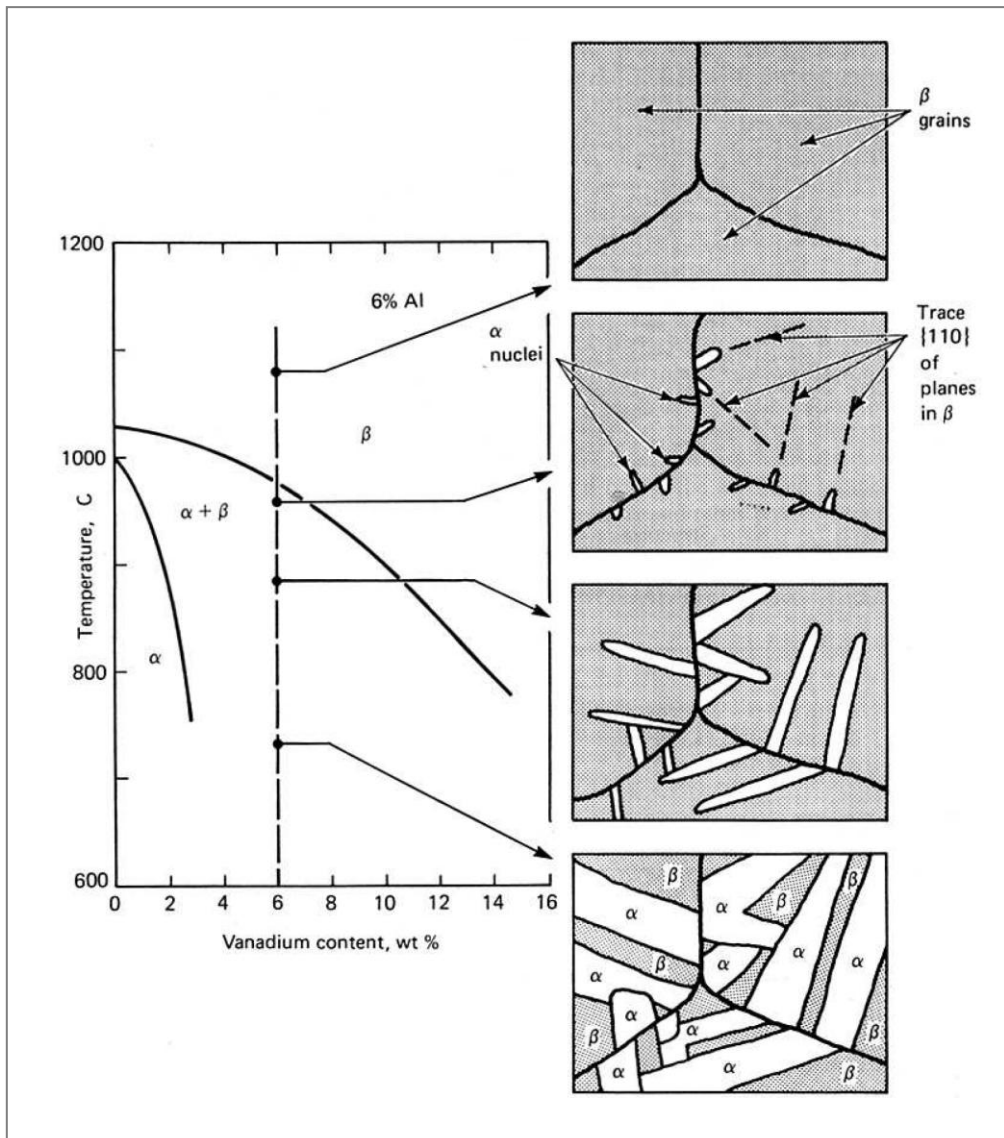 β
grains
1200
6% Al
α
nuclei
Trace
{110}
of
planes
in β
β
1000
α + β
Temperature, C
800
α
600
0 2 4 6 8 10 12 14 16
Vanadium content, wt %
β
α
β
α
β
α
β
α
α
α
α
β
α
α
α
β
β